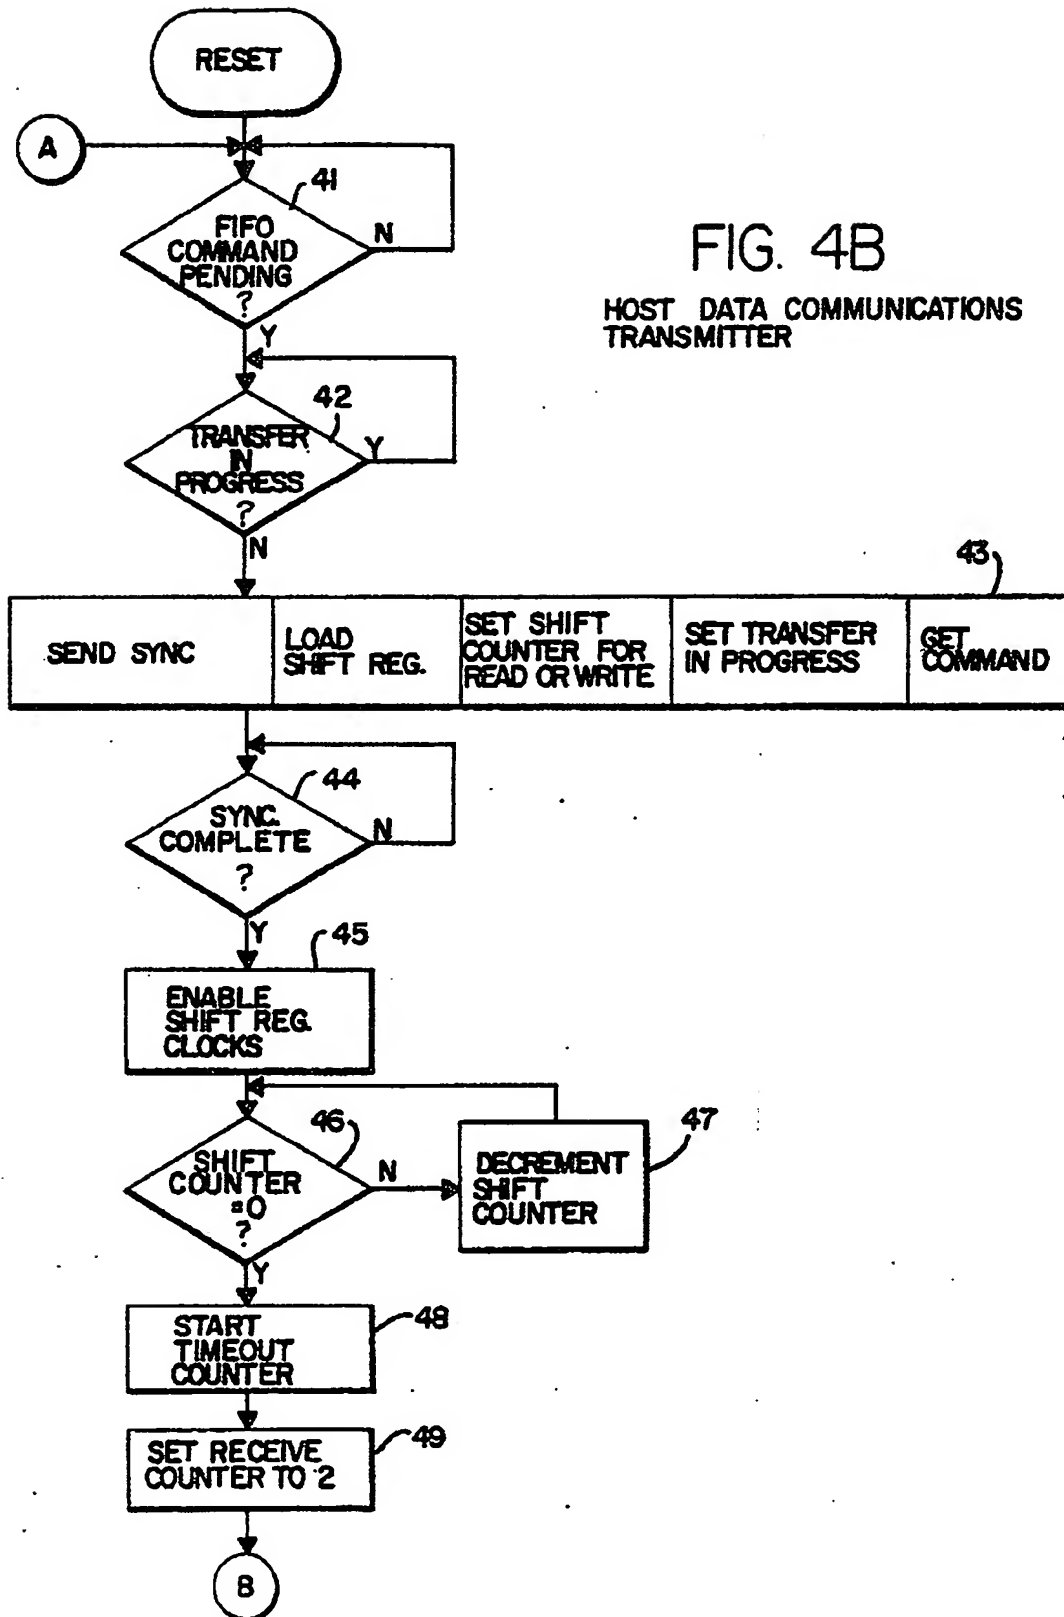 RESET
A
41
FIFO
COMMAND
PENDING
?
N
Y
FIG. 4B
HOST DATA COMMUNICATIONS
TRANSMITTER
42
TRANSFER
IN
PROGRESS
?
Y
N
43
SEND SYNC
LOAD
SHIFT REG.
SET SHIFT
COUNTER FOR
READ OR WRITE
SET TRANSFER
IN PROGRESS
GET
COMMAND
44
SYNC.
COMPLETE
?
N
Y
45
ENABLE
SHIFT REG.
CLOCKS
46
SHIFT
COUNTER
=0
?
N
Y
47
DECREMENT
SHIFT
COUNTER
48
START
TIMEOUT
COUNTER
49
SET RECEIVE
COUNTER TO 2
B